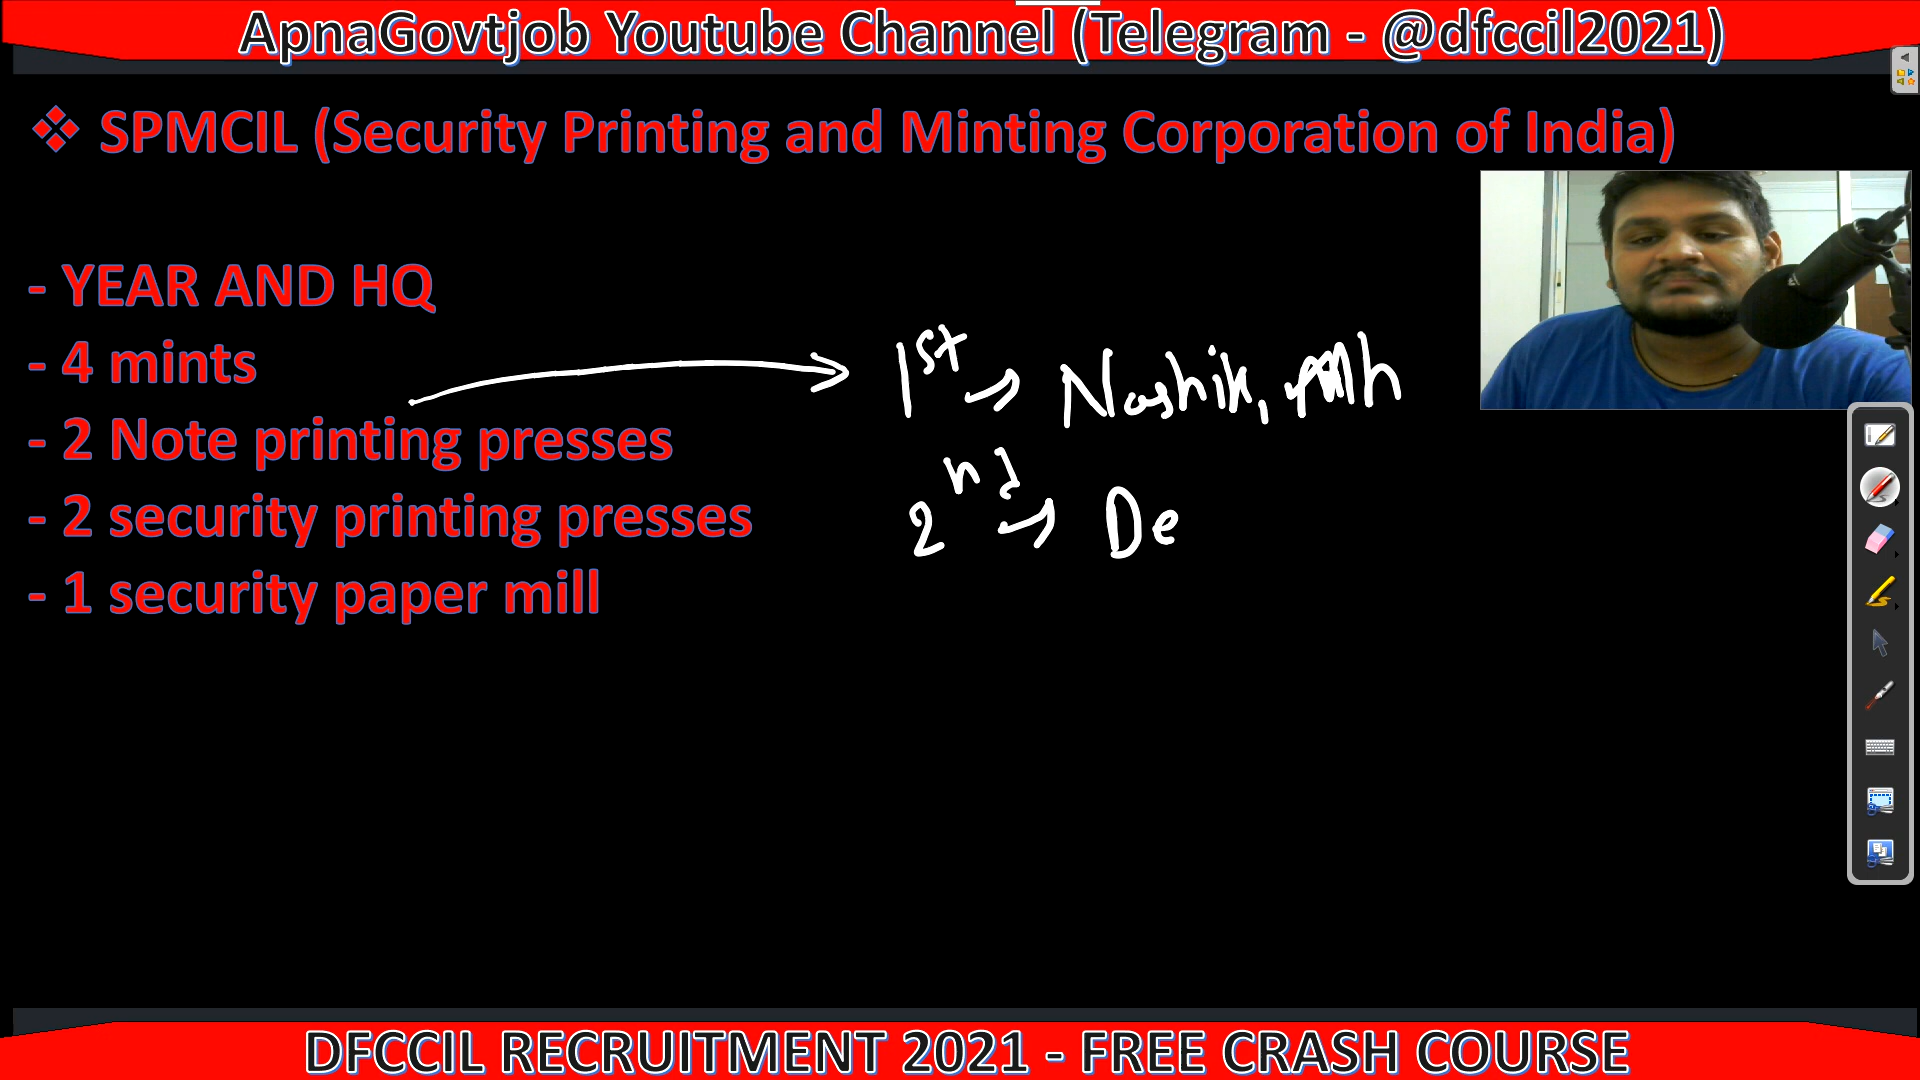 ApnaGovtjob Youtube Channel (Telegram - @dfccil2021)
❖ SPMCIL (Security Printing and Minting Corporation of India)
- YEAR AND HQ
- 4 mints
- 2 Note printing presses
- 2 security printing presses
- 1 security paper mill
1st → Nashik,
2nd → De
DFCCIL RECRUITMENT 2021 - FREE CRASH COURSE